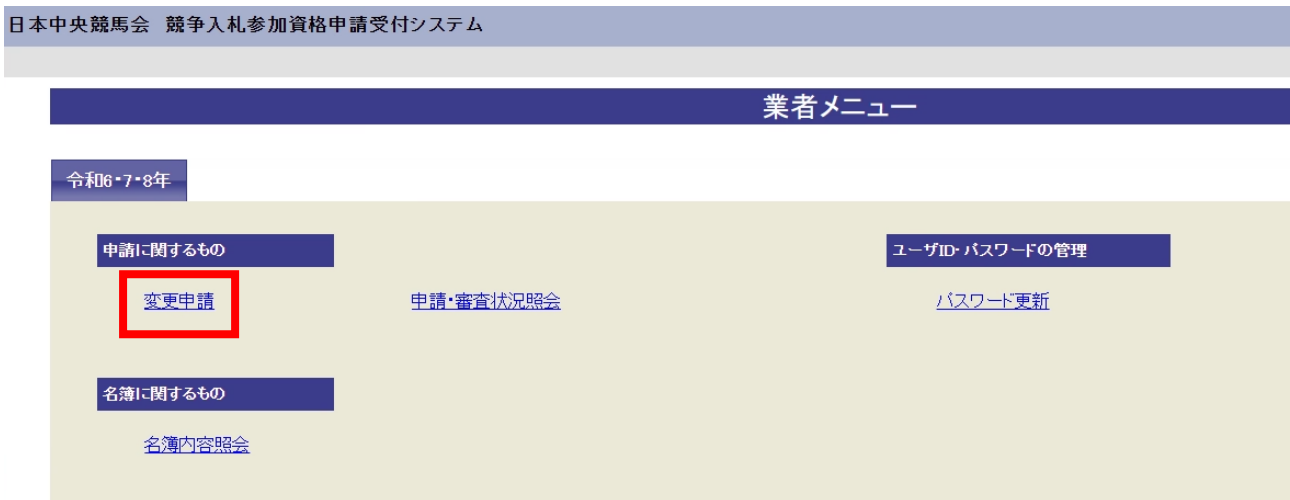 日本中央競馬会 競争入札参加資格申請受付システム
業者メニュー
令和6・7・8年
申請に関するもの
ユーザID・パスワードの管理
変更申請
申請・審査状況照会
パスワード更新
名簿に関するもの
名簿内容照会